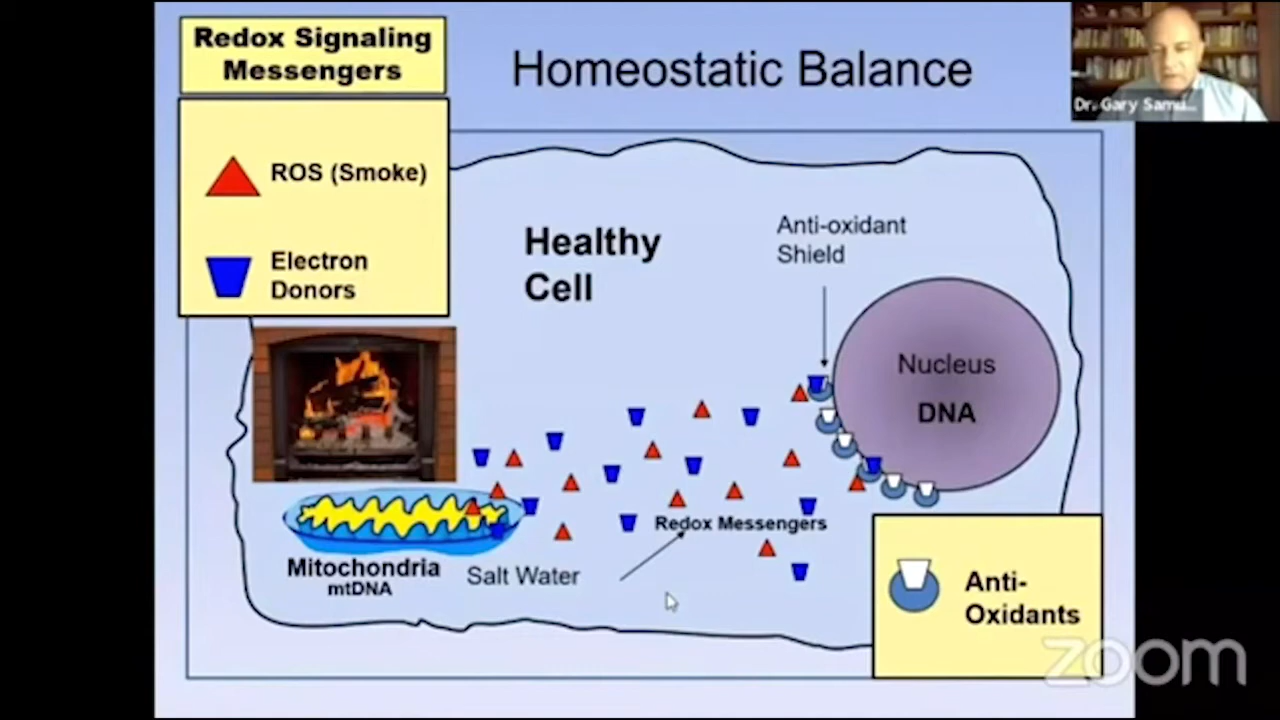 Redox Signaling
Messengers
Homeostatic Balance
Dr. Gary Samu...
ROS (Smoke)
Electron
Donors
Healthy
Cell
Anti-oxidant
Shield
Nucleus
DNA
Redox Messengers
Mitochondria
mtDNA
Salt Water
Anti-
Oxidants
zoom